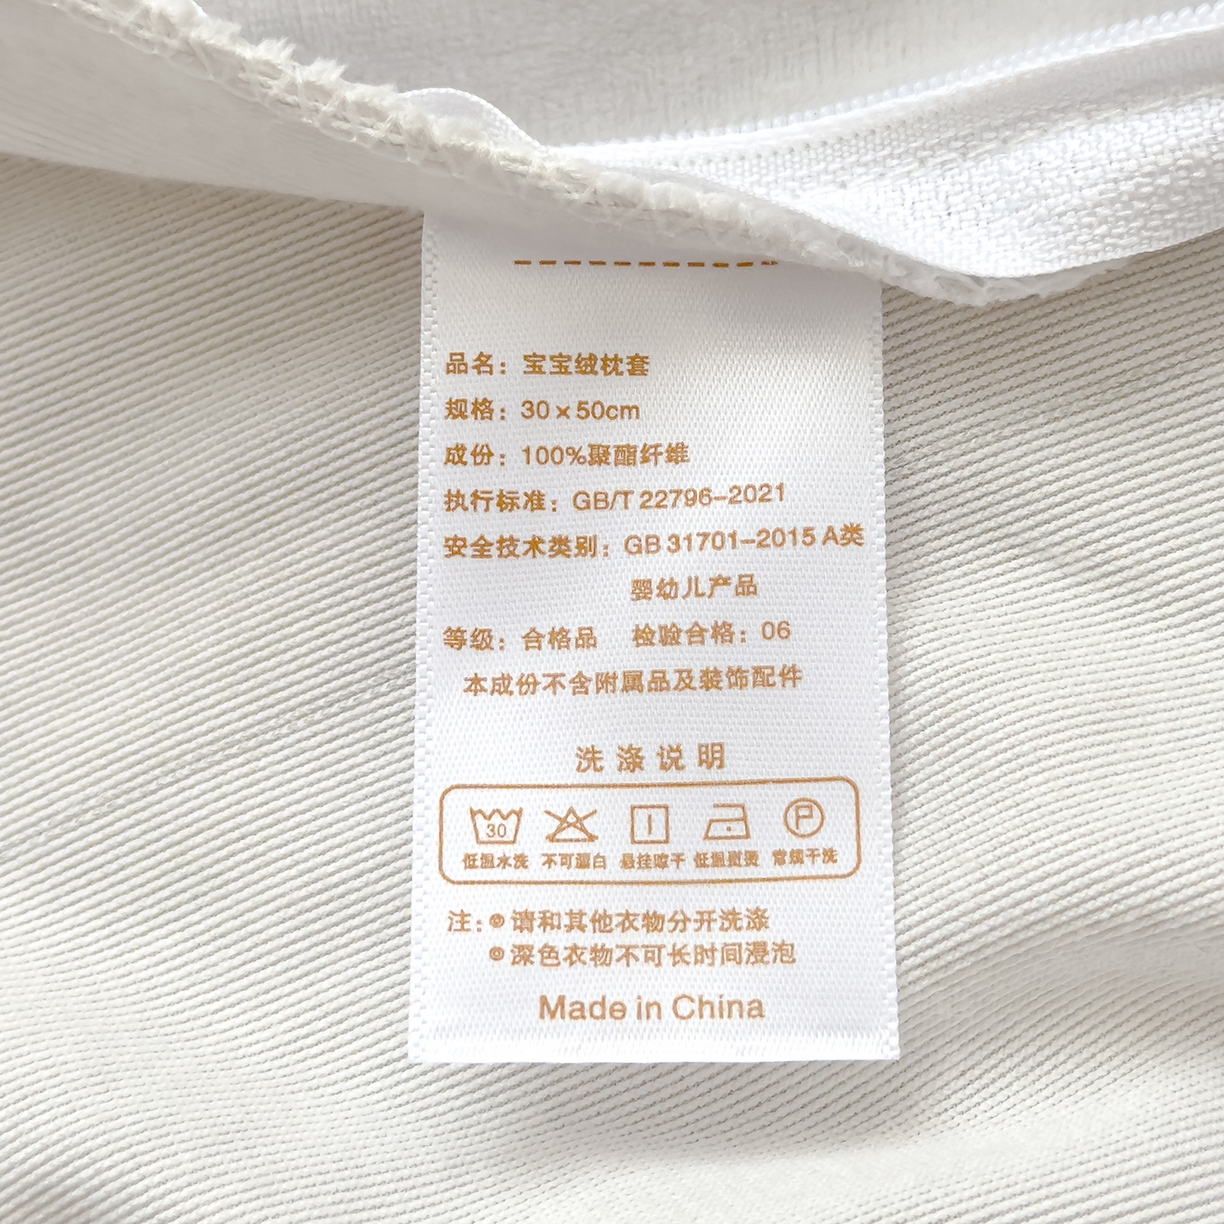 品名：宝宝绒枕套
规格：30×50cm
成份：100%聚酯纤维
执行标准：GB/T 22796-2021
安全技术类别：GB 31701-2015 A类
婴幼儿产品
等级：合格品 检验合格：06
本成份不含附属品及装饰配件
洗涤说明
30
低温水洗 不可漂白 悬挂晾干 低温熨烫 常规干洗
注：⊙请和其他衣物分开洗涤
⊙深色衣物不可长时间浸泡
Made in China